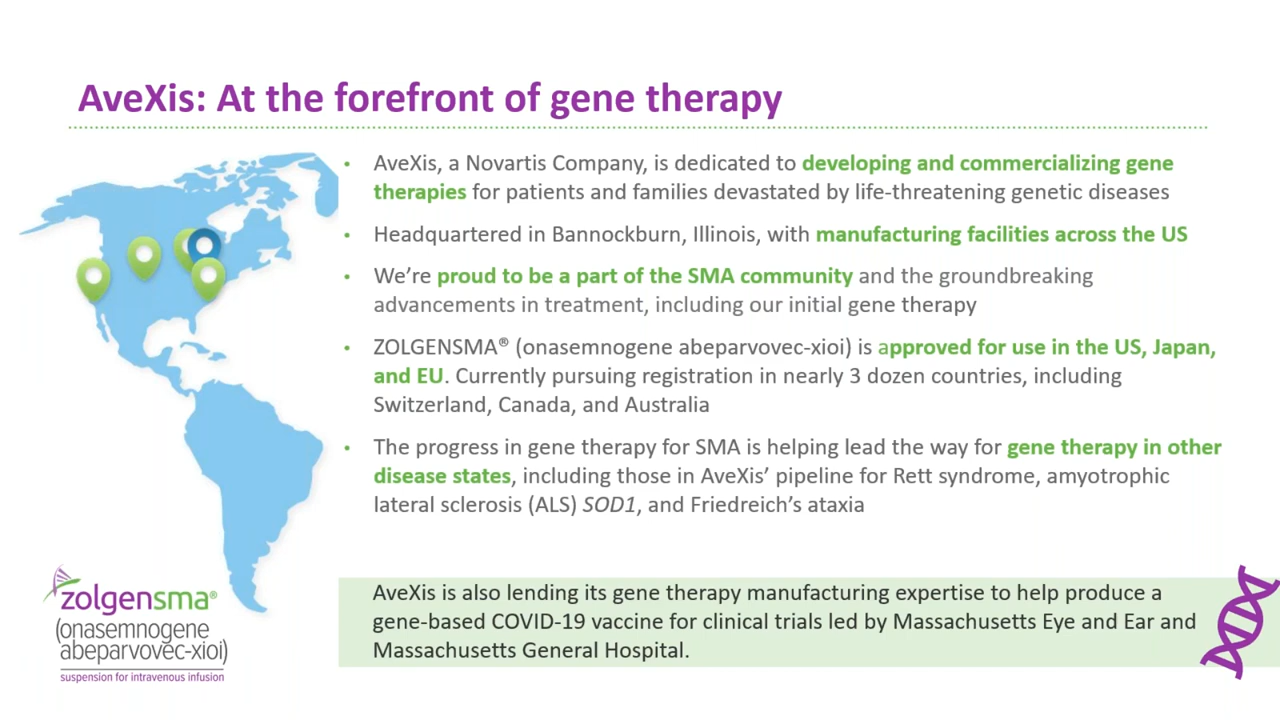 AveXis: At the forefront of gene therapy
• AveXis, a Novartis Company, is dedicated to developing and commercializing gene
therapies for patients and families devastated by life-threatening genetic diseases
• Headquartered in Bannockburn, Illinois, with manufacturing facilities across the US
• We’re proud to be a part of the SMA community and the groundbreaking
advancements in treatment, including our initial gene therapy
• ZOLGENSMA® (onasemnogene abeparvovec-xioi) is approved for use in the US, Japan,
and EU. Currently pursuing registration in nearly 3 dozen countries, including
Switzerland, Canada, and Australia
• The progress in gene therapy for SMA is helping lead the way for gene therapy in other
disease states, including those in AveXis’ pipeline for Rett syndrome, amyotrophic
lateral sclerosis (ALS) SOD1, and Friedreich’s ataxia
AveXis is also lending its gene therapy manufacturing expertise to help produce a
gene-based COVID-19 vaccine for clinical trials led by Massachusetts Eye and Ear and
Massachusetts General Hospital.
zolgensma®
(onasemnogene
abeparvovec-xioi)
suspension for intravenous infusion